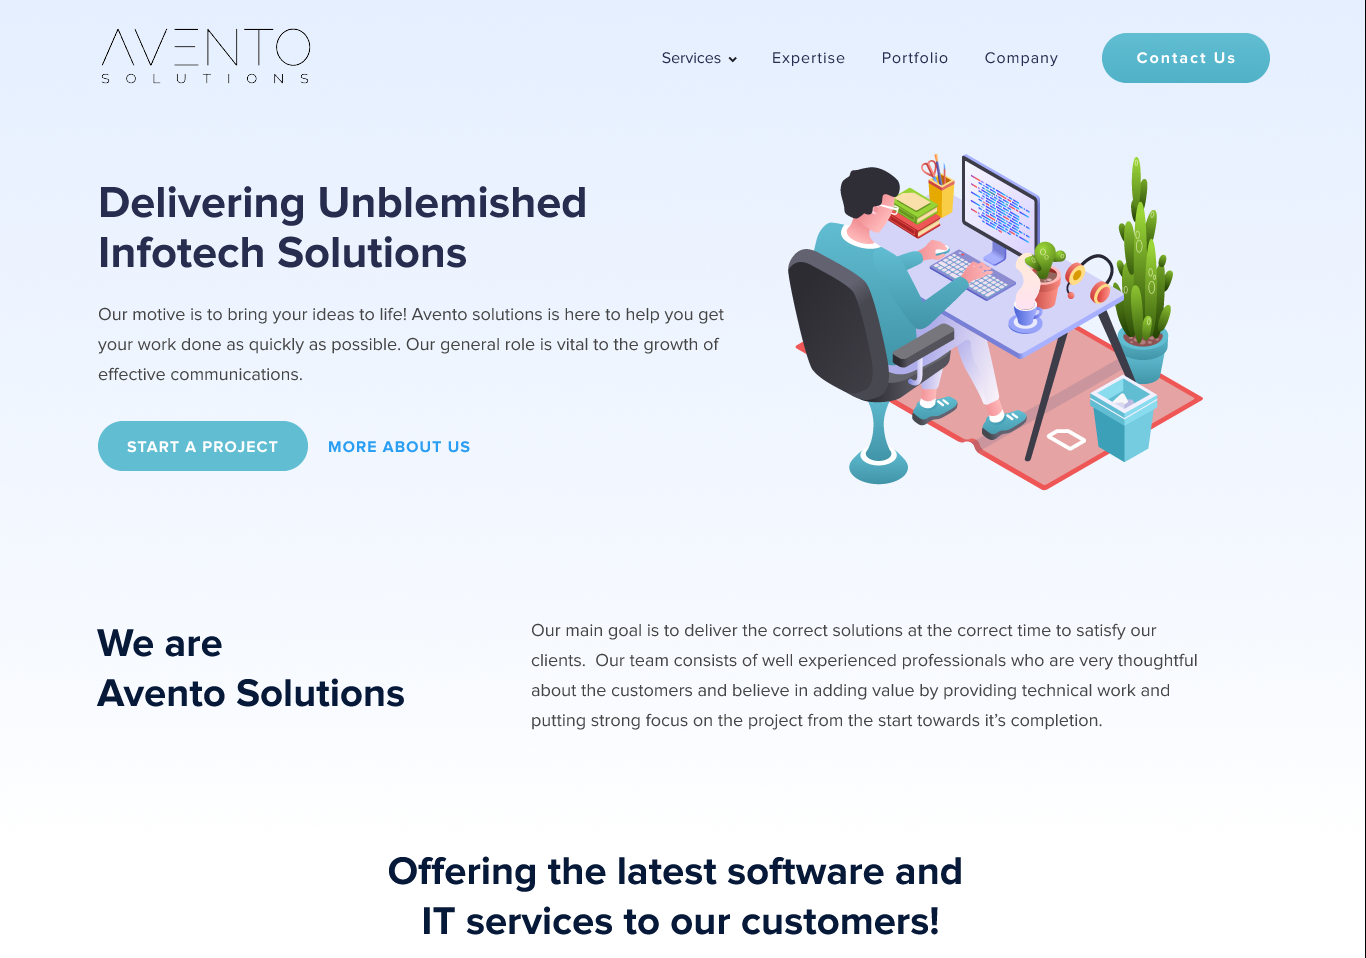 AVENTO
SOLUTIONS
Services Expertise Portfolio Company Contact Us
Delivering Unblemished
Infotech Solutions
Our motive is to bring your ideas to life! Avento solutions is here to help you get
your work done as quickly as possible. Our general role is vital to the growth of
effective communications.
START A PROJECT MORE ABOUT US
We are
Avento Solutions
Our main goal is to deliver the correct solutions at the correct time to satisfy our
clients.  Our team consists of well experienced professionals who are very thoughtful
about the customers and believe in adding value by providing technical work and
putting strong focus on the project from the start towards it’s completion.
Offering the latest software and
IT services to our customers!